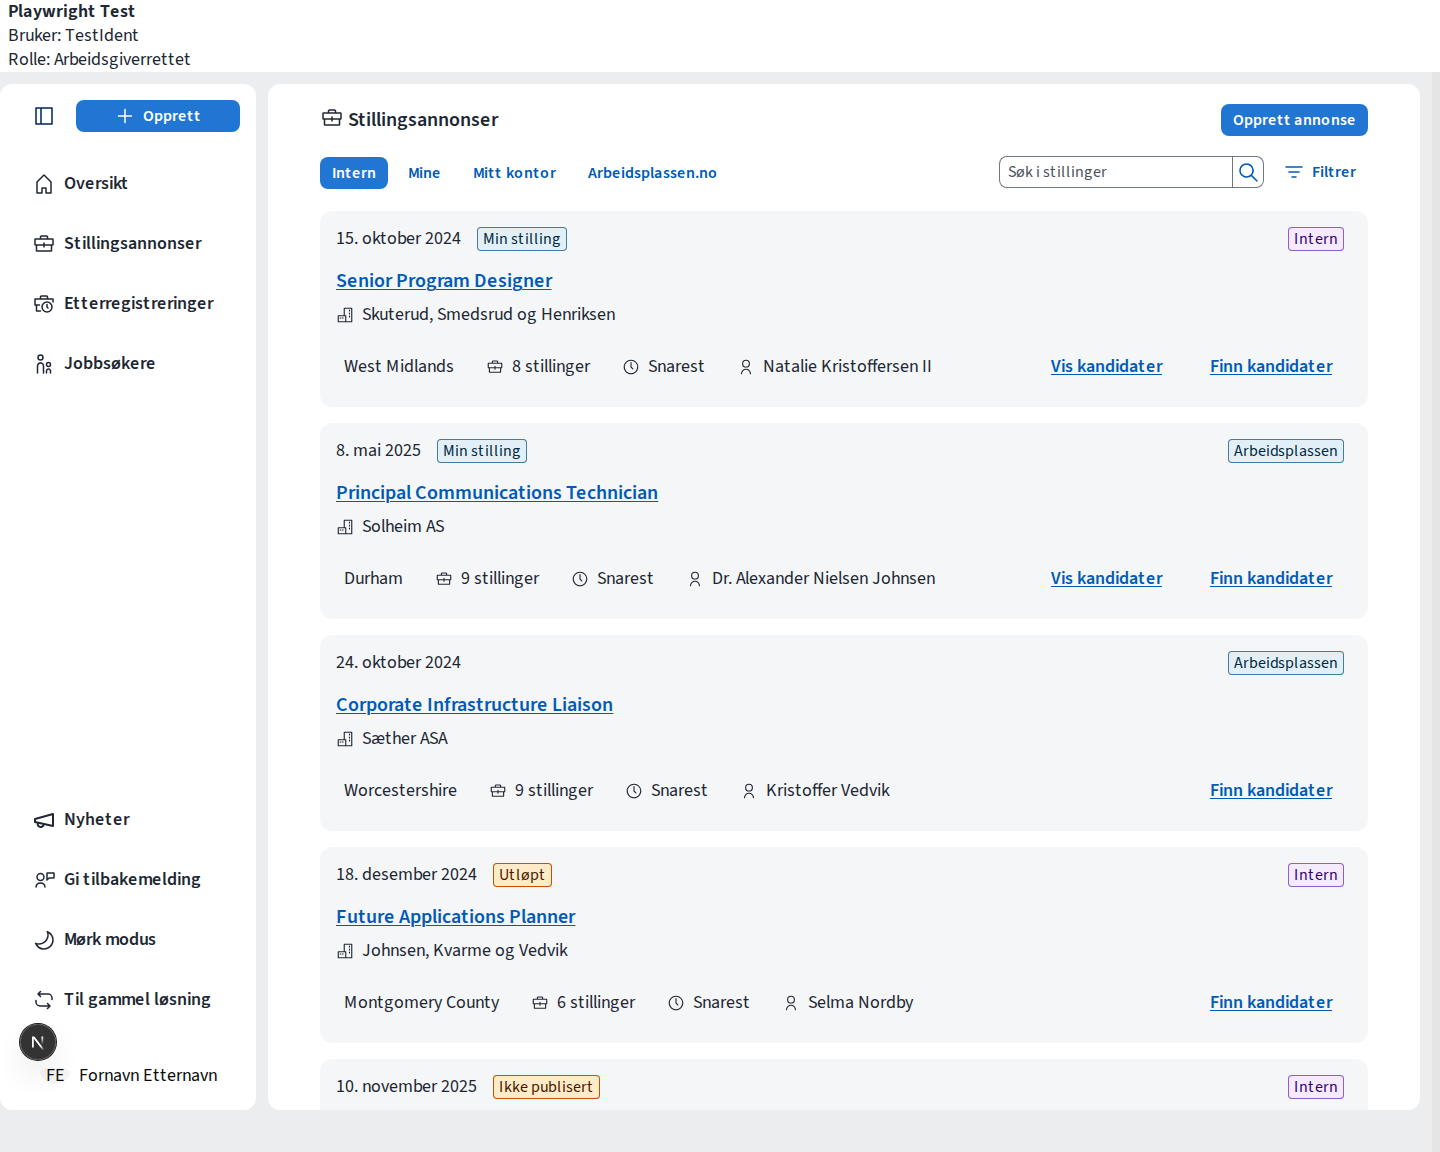 Playwright Test
Bruker: TestIdent
Rolle: Arbeidsgiverrettet
Opprett
Oversikt
Stillingsannonser
Etterregistreringer
Jobbsøkere
Nyheter
Gi tilbakemelding
Mørk modus
Til gammel løsning
N
FE Fornavn Etternavn
Stillingsannonser
Opprett annonse
Intern Mine Mitt kontor Arbeidsplassen.no
Søk i stillinger
Filtrer
15. oktober 2024 Min stilling Intern
Senior Program Designer
Skuterud, Smedsrud og Henriksen
West Midlands 8 stillinger Snarest Natalie Kristoffersen II Vis kandidater Finn kandidater
8. mai 2025 Min stilling Arbeidsplassen
Principal Communications Technician
Solheim AS
Durham 9 stillinger Snarest Dr. Alexander Nielsen Johnsen Vis kandidater Finn kandidater
24. oktober 2024 Arbeidsplassen
Corporate Infrastructure Liaison
Sæther ASA
Worcestershire 9 stillinger Snarest Kristoffer Vedvik Finn kandidater
18. desember 2024 Utløpt Intern
Future Applications Planner
Johnsen, Kvarme og Vedvik
Montgomery County 6 stillinger Snarest Selma Nordby Finn kandidater
10. november 2025 Ikke publisert Intern